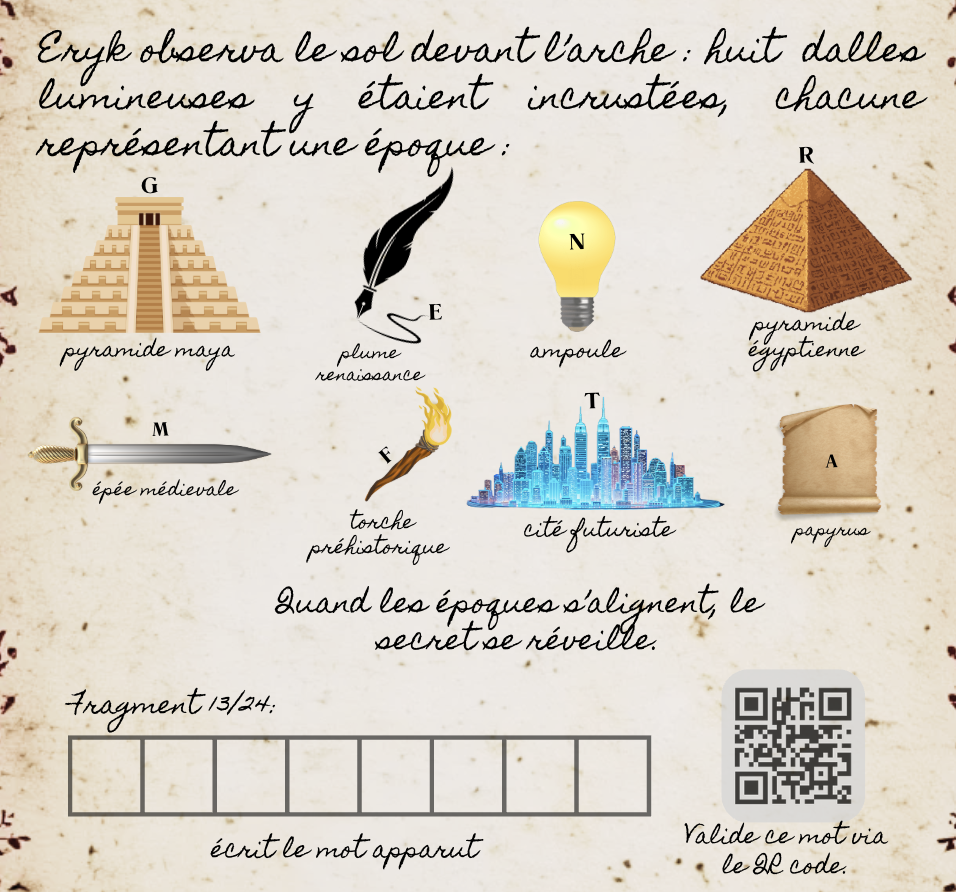 Eryk observa le sol devant l'arche : huit dalles
lumineuses y étaient incrustées, chacune
représentant une époque :
G
E
N
R
pyramide maya
plume
renaissance
ampoule
pyramide
égyptienne
M
F
T
A
épée médievale
torche
préhistorique
cité futuriste
papyrus
Quand les époques s'alignent, le
secret se réveille.
Fragment 13/24:
écrit le mot apparut
Valide ce mot via
le QR code.